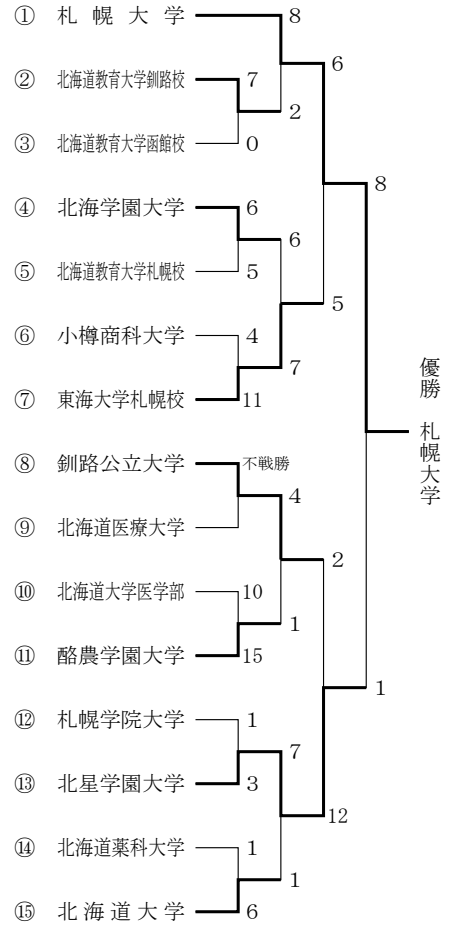 ① 札幌大学 8
6
② 北海道教育大学釧路校 7
2
③ 北海道教育大学函館校 0
8
④ 北海学園大学 6
6
⑤ 北海道教育大学札幌校 5
5
⑥ 小樽商科大学 4
7
⑦ 東海大学札幌校 11
優勝 札幌大学
⑧ 釧路公立大学 不戦勝
4
⑨ 北海道医療大学
2
⑩ 北海道大学医学部 10
1
⑪ 酪農学園大学 15
1
⑫ 札幌学院大学 1
7
⑬ 北星学園大学 3
12
⑭ 北海道薬科大学 1
1
⑮ 北海道大学 6